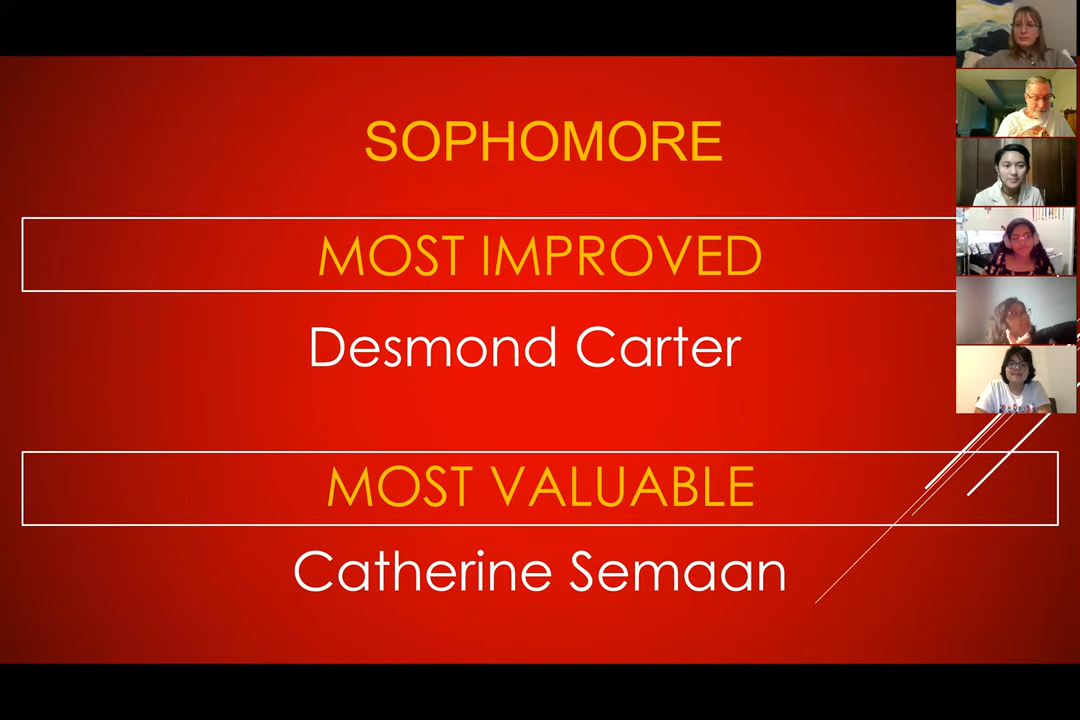 SOPHOMORE
MOST IMPROVED
Desmond Carter
MOST VALUABLE
Catherine Semaan